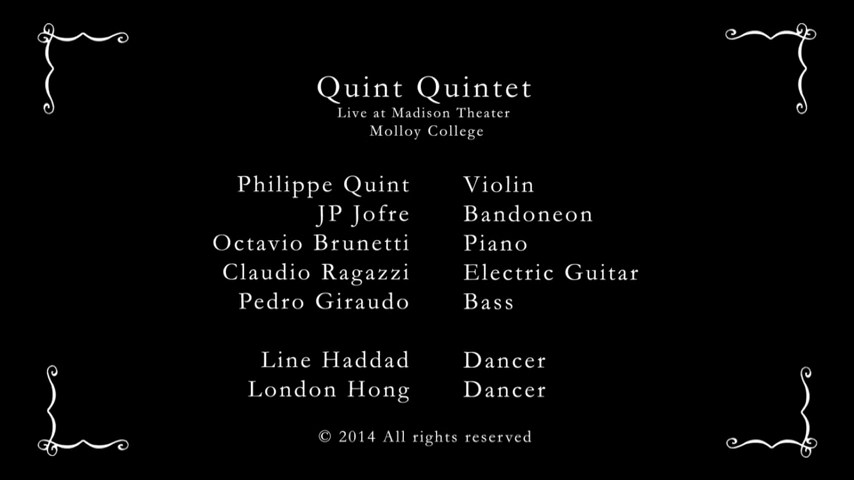 Quint Quintet
Live at Madison Theater
Molloy College
Philippe Quint Violin
JP Jofre Bandoneon
Octavio Brunetti Piano
Claudio Ragazzi Electric Guitar
Pedro Giraudo Bass
Line Haddad Dancer
London Hong Dancer
© 2014 All rights reserved